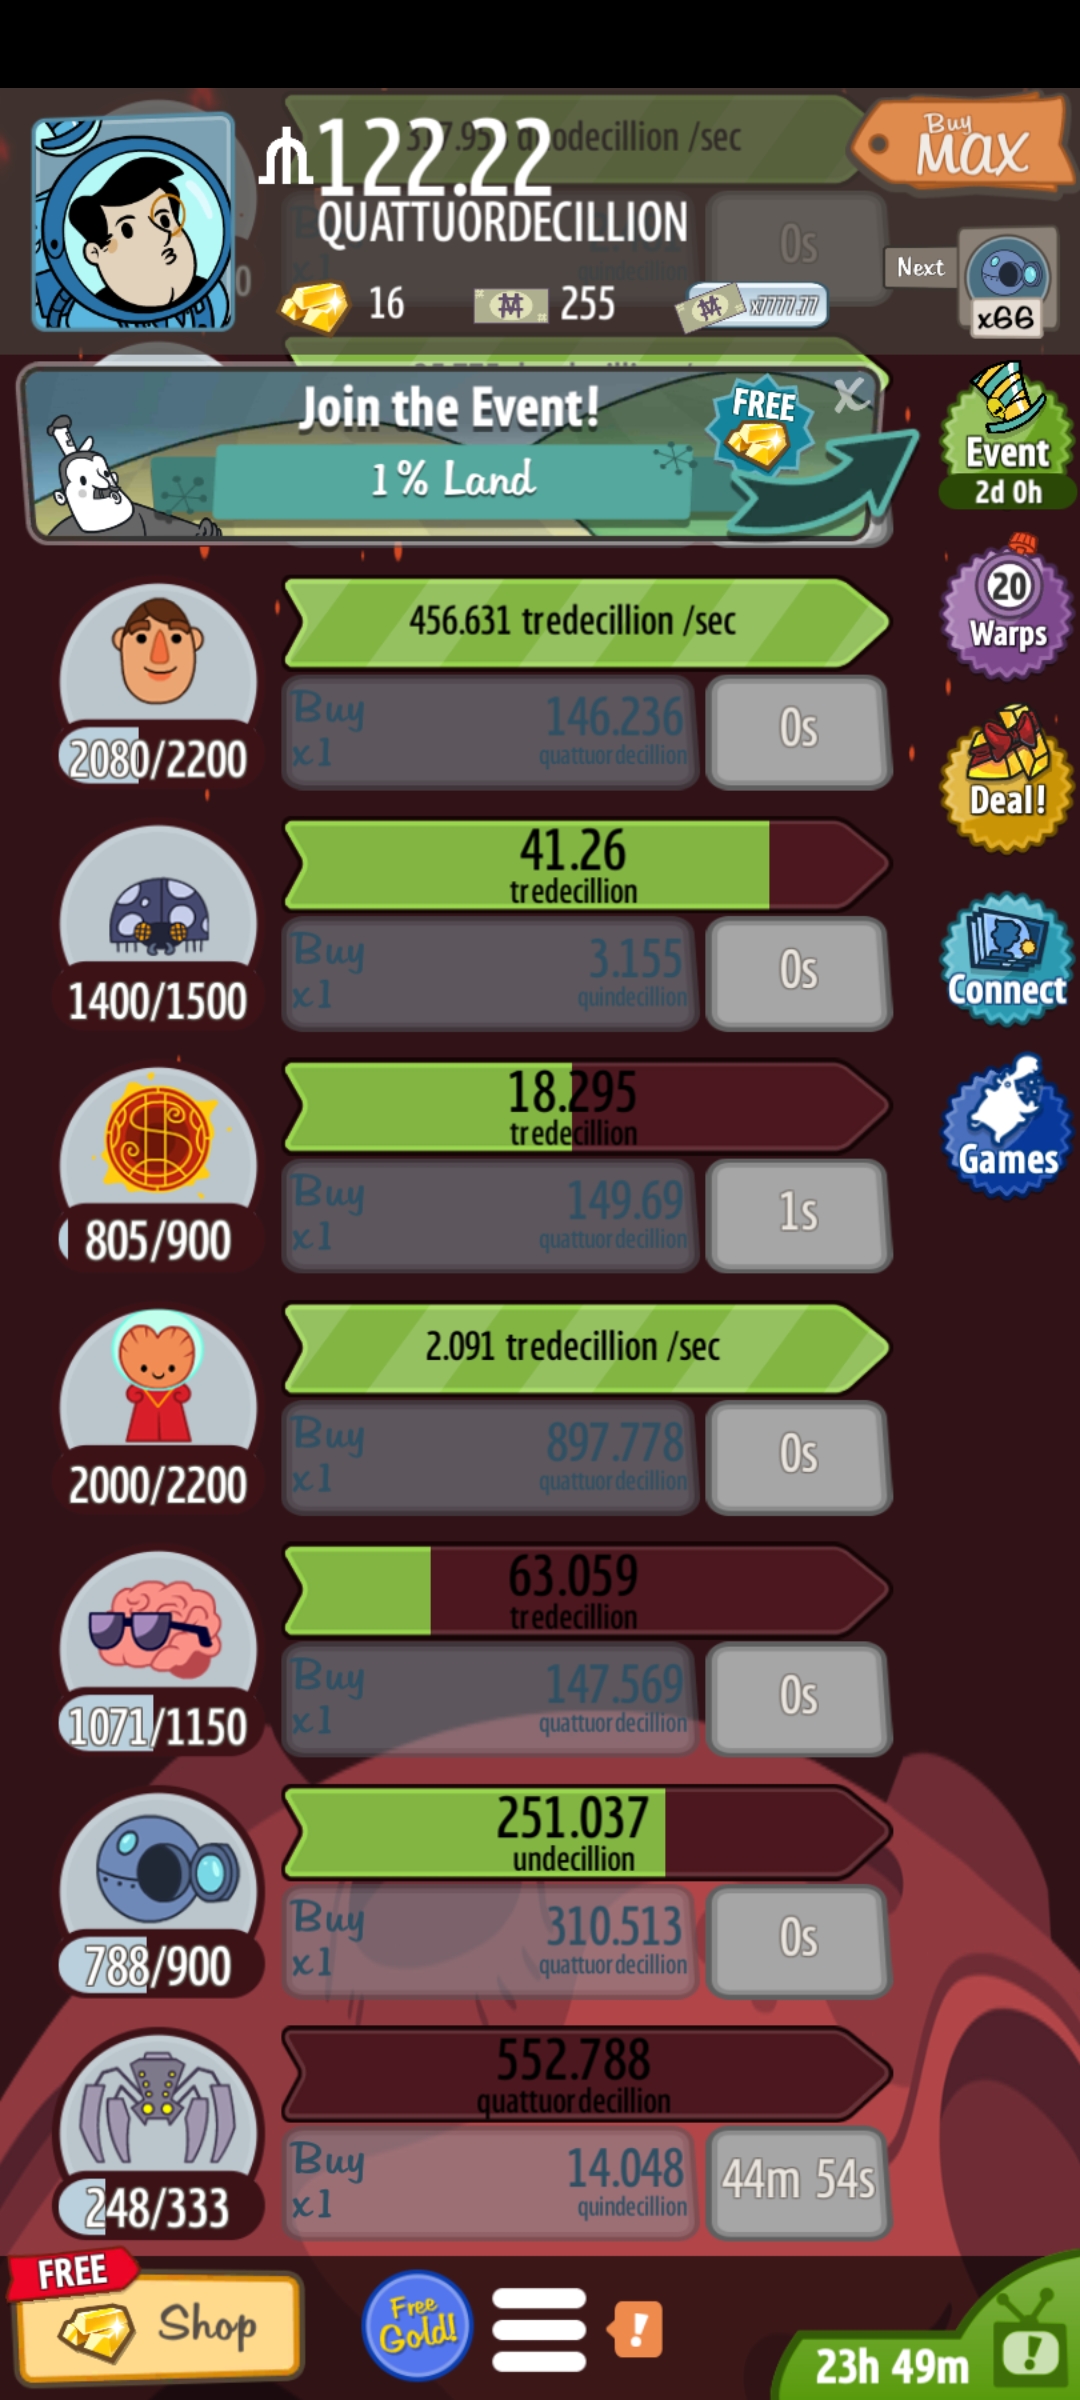 122.22
QUATTUORDECILLION
/sec
Buy
MAX
0s
16
255
x7777.77
Next
x66
Join the Event!
1% Land
FREE
X
Event
2d 0h
20
Warps
Deal!
Connect
Games
456.631 tredecillion /sec
Buy
x1
146.236
quattuordecillion
0s
2080/2200
41.26
tredecillion
Buy
x1
3.155
quindecillion
0s
1400/1500
18.295
tredecillion
Buy
x1
149.69
quattuordecillion
1s
805/900
2.091 tredecillion /sec
Buy
x1
897.778
quattuordecillion
0s
2000/2200
63.059
tredecillion
Buy
x1
147.569
quattuordecillion
0s
1071/1150
251.037
undecillion
Buy
x1
310.513
quattuordecillion
0s
788/900
552.788
quattuordecillion
Buy
x1
14.048
quindecillion
44m 54s
248/333
FREE
Shop
Free
Gold!
!
23h 49m
!